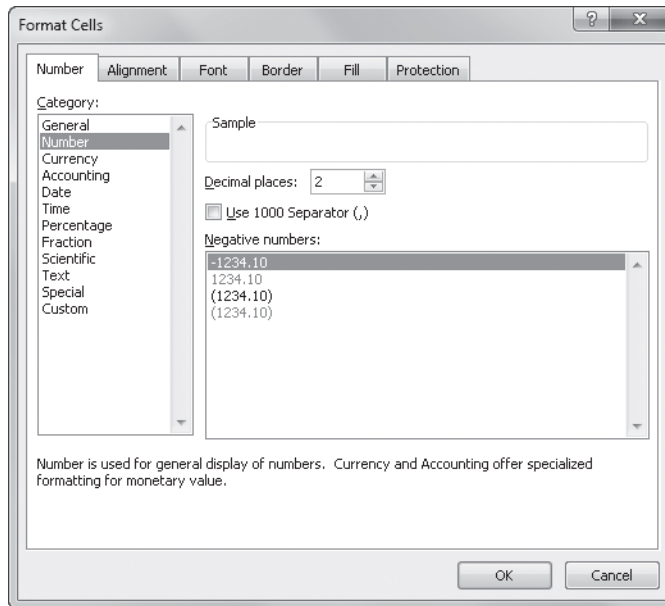 Format Cells
Number Alignment Font Border Fill Protection
Category:
General
Number
Currency
Accounting
Date
Time
Percentage
Fraction
Scientific
Text
Special
Custom
Sample
Decimal places: 2
Use 1000 Separator (,)
Negative numbers:
-1234.10
1234.10
(1234.10)
(1234.10)
Number is used for general display of numbers. Currency and Accounting offer specialized
formatting for monetary value.
OK Cancel